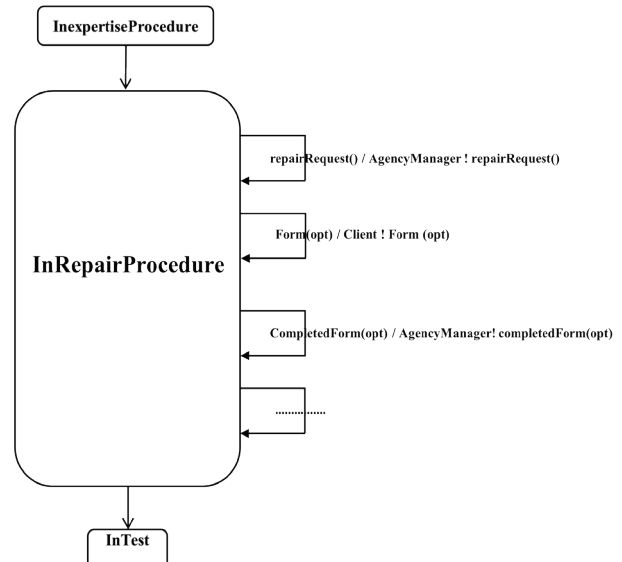 InexpertiseProcedure
repairRequest() / AgencyManager ! repairRequest()
Form(opt) / Client ! Form (opt)
InRepairProcedure
CompletedForm(opt) / AgencyManager! completedForm(opt)
................
InTest